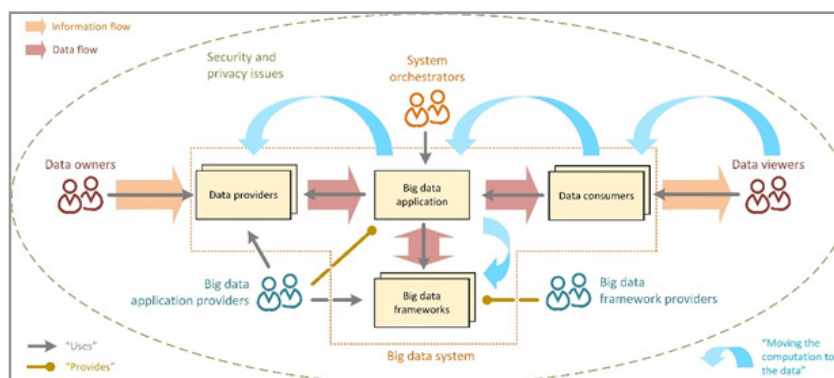 Information flow
Data flow
Security and
privacy issues
System
orchestrators
Data owners
Data providers
Big data
application
Data consumers
Data viewers
Big data
application providers
Big data
frameworks
Big data
framework providers
"Uses"
"Provides"
Big data system
"Moving the
computation to
the data"